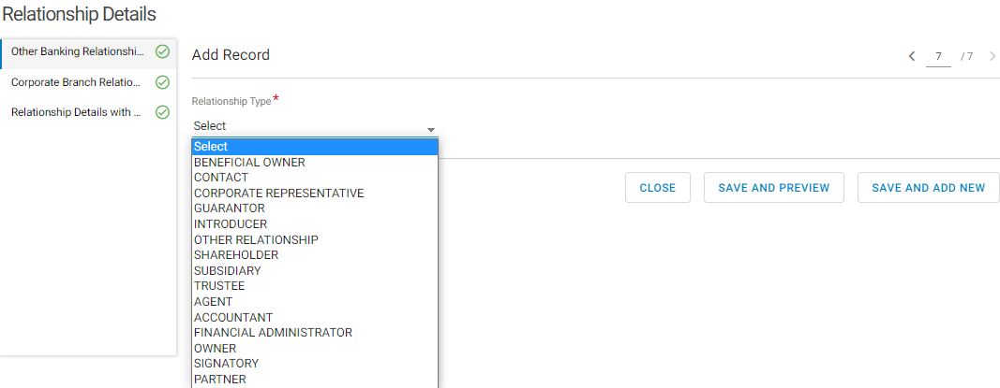 Relationship Details
Other Banking Relationshi...
Corporate Branch Relatio...
Relationship Details with ...
Add Record
7 / 7
Relationship Type*
Select
Select
BENEFICIAL OWNER
CONTACT
CORPORATE REPRESENTATIVE
GUARANTOR
INTRODUCER
OTHER RELATIONSHIP
SHAREHOLDER
SUBSIDIARY
TRUSTEE
AGENT
ACCOUNTANT
FINANCIAL ADMINISTRATOR
OWNER
SIGNATORY
PARTNER
CLOSE SAVE AND PREVIEW SAVE AND ADD NEW